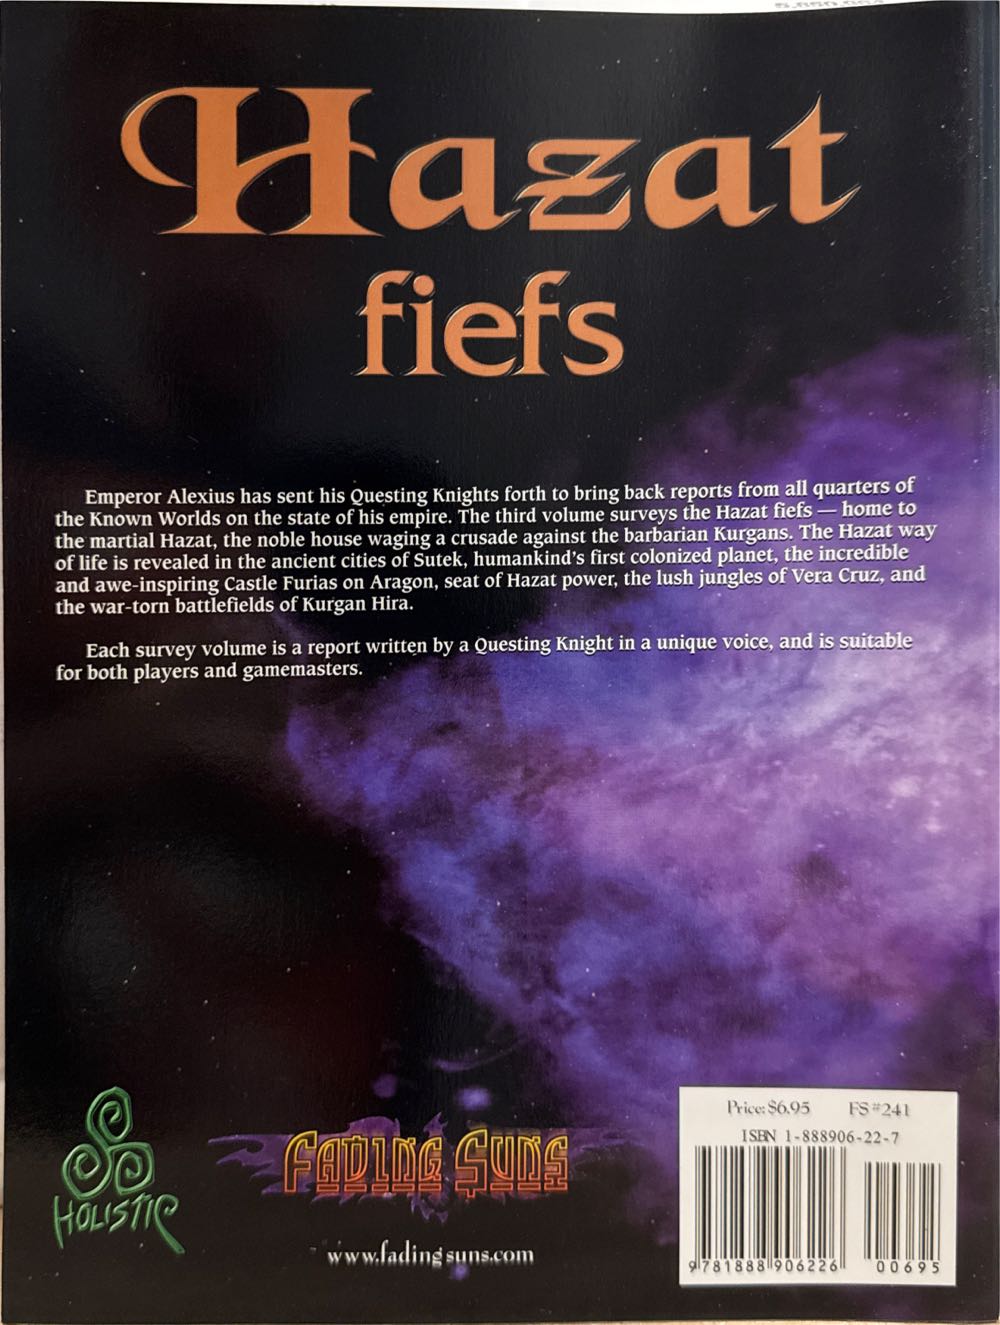 Hazat
fiefs
Emperor Alexius has sent his Questing Knights forth to bring back reports from all quarters of
the Known Worlds on the state of his empire. The third volume surveys the Hazat fiefs — home to
the martial Hazat, the noble house waging a crusade against the barbarian Kurgans. The Hazat way
of life is revealed in the ancient cities of Sutek, humankind's first colonized planet, the incredible
and awe-inspiring Castle Furias on Aragon, seat of Hazat power, the lush jungles of Vera Cruz, and
the war-torn battlefields of Kurgan Hira.
Each survey volume is a report written by a Questing Knight in a unique voice, and is suitable
for both players and gamemasters.
HOLISTIC
FADING SUNS
www.fadingsuns.com
Price: $6.95 FS#241
ISBN 1-888906-22-7
9 781888 906226 00695